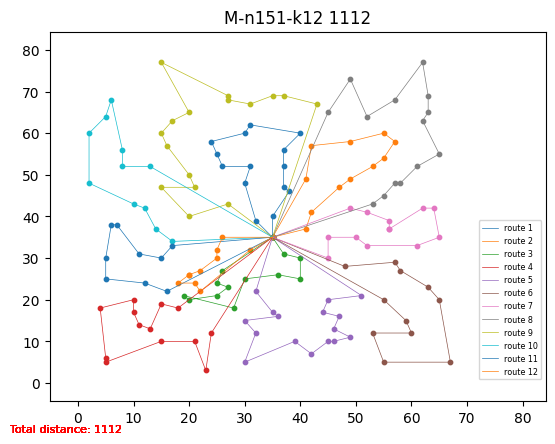 M-n151-k12 1112
80
70
60
50
40
30
20
10
0
0 10 20 30 40 50 60 70 80
route 1
route 2
route 3
route 4
route 5
route 6
route 7
route 8
route 9
route 10
route 11
route 12
Total distance: 1112